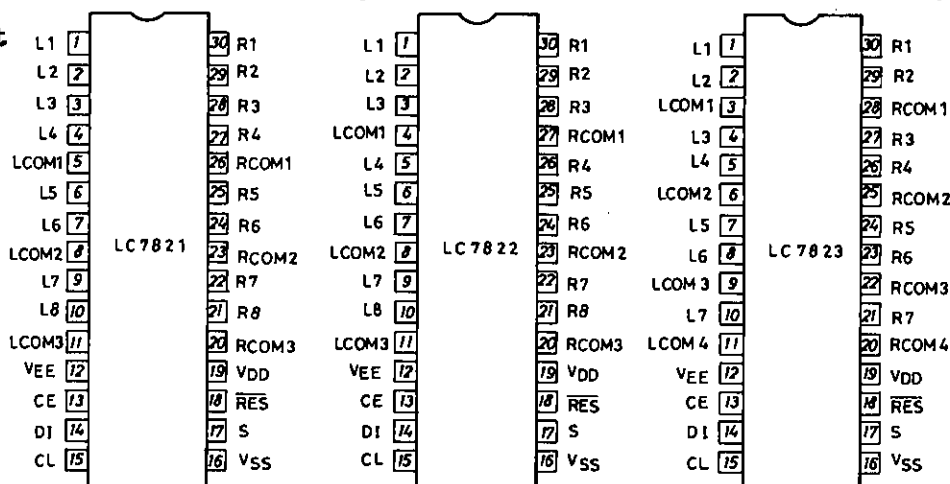 L1 1 30 R1 L1 1 30 R1 L1 1 30 R1
L2 2 29 R2 L2 2 29 R2 L2 2 29 R2
L3 3 28 R3 L3 3 28 R3 LCOM1 3 28 RCOM1
L4 4 27 R4 LCOM1 4 27 RCOM1 L3 4 27 R3
LCOM1 5 26 RCOM1 L4 5 26 R4 L4 5 26 R4
L5 6 25 R5 L5 6 25 R5 LCOM2 6 25 RCOM2
L6 7 24 R6 L6 7 24 R6 L5 7 24 R5
LCOM2 8 LC7821 23 RCOM2 LCOM2 8 LC7822 23 RCOM2 L6 8 LC7823 23 R6
L7 9 22 R7 L7 9 22 R7 LCOM3 9 22 RCOM3
L8 10 21 R8 L8 10 21 R8 L7 10 21 R7
LCOM3 11 20 RCOM3 LCOM3 11 20 RCOM3 LCOM4 11 20 RCOM4
VEE 12 19 VDD VEE 12 19 VDD VEE 12 19 VDD
CE 13 18 RES CE 13 18 RES CE 13 18 RES
DI 14 17 S DI 14 17 S DI 14 17 S
CL 15 16 VSS CL 15 16 VSS CL 15 16 VSS